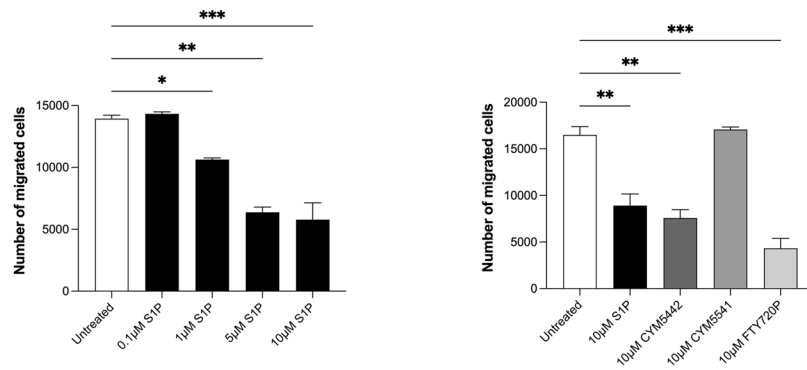 ***
**
*
Number of migrated cells
15000
10000
5000
0
Untreated
0.1μM S1P
1μM S1P
5μM S1P
10μM S1P
***
**
**
Number of migrated cells
20000
15000
10000
5000
0
Untreated
10μM S1P
10μM CYM5442
10μM CYM5541
10μM FTY720P